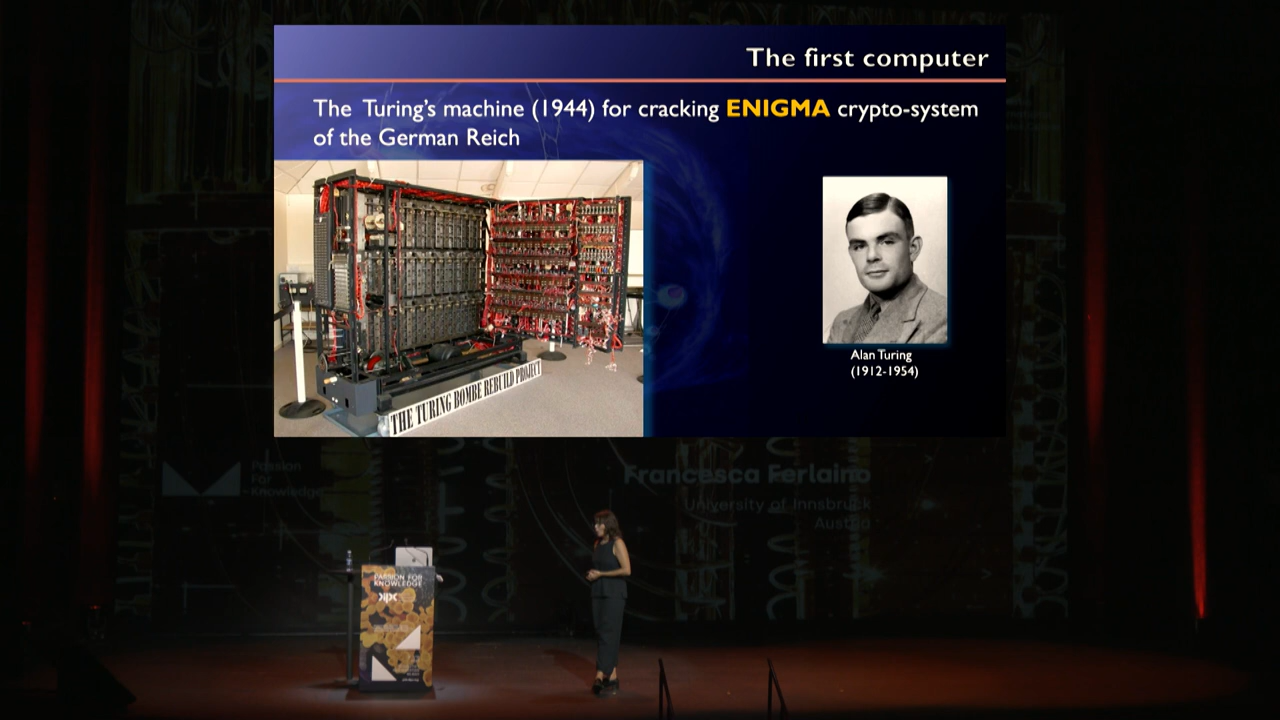 The first computer
The Turing's machine (1944) for cracking ENIGMA crypto-system
of the German Reich
THE TURING BOMBE REBUILD PROJECT
Alan Turing
(1912-1954)
Passion
For
Knowledge
Francesca Ferlaino
University of Innsbruck
Austria
PASSION FOR
KNOWLEDGE
dipc